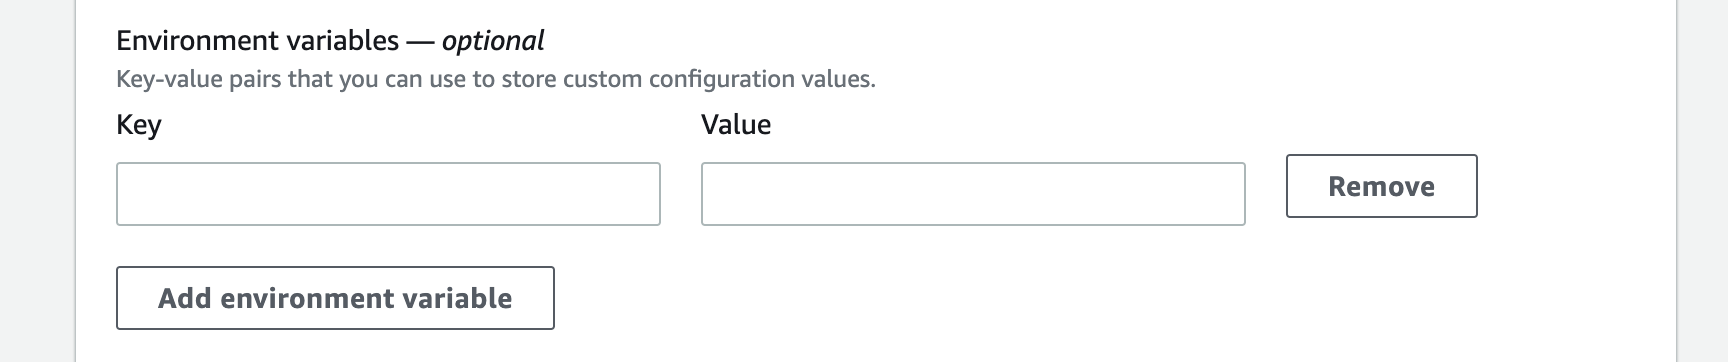 Environment variables — optional
Key-value pairs that you can use to store custom configuration values.
Key Value
Remove
Add environment variable